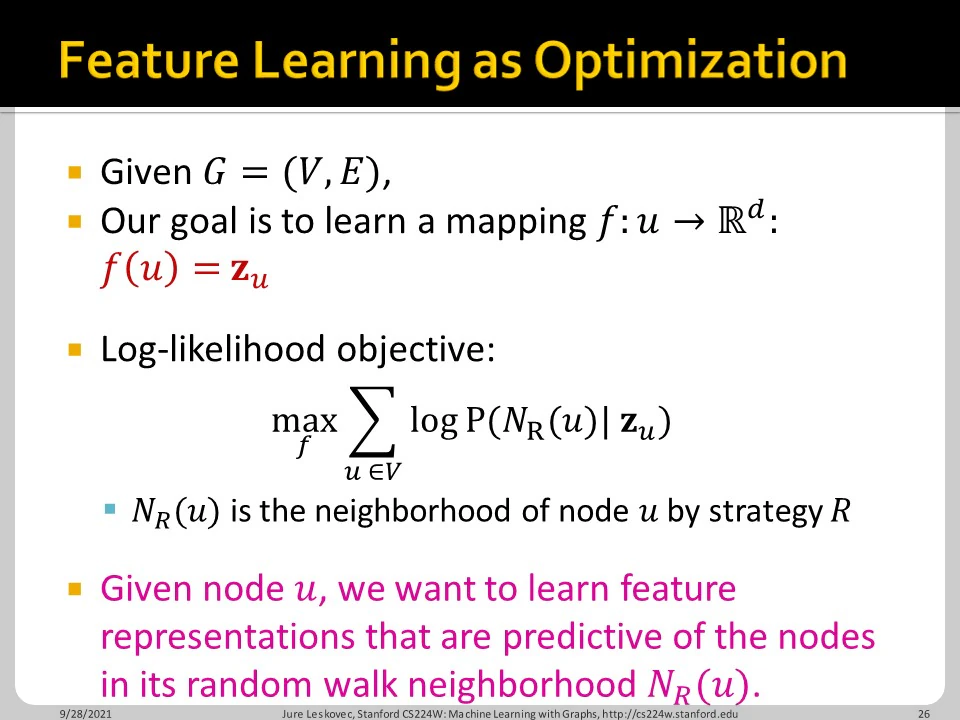 Feature Learning as Optimization
▪ Given 𝐺 = (𝑉, 𝐸),
▪ Our goal is to learn a mapping 𝑓: 𝑢 → ℝ^𝑑:
𝑓(𝑢) = 𝐳_𝑢
▪ Log-likelihood objective:
max_𝑓 ∑_{𝑢 ∈𝑉} log P(𝑁_R(𝑢)| 𝐳_𝑢)
▪ 𝑁_𝑅(𝑢) is the neighborhood of node 𝑢 by strategy 𝑅
▪ Given node 𝑢, we want to learn feature
representations that are predictive of the nodes
in its random walk neighborhood 𝑁_𝑅(𝑢).
9/28/2021 Jure Leskovec, Stanford CS224W: Machine Learning with Graphs, http://cs224w.stanford.edu 26